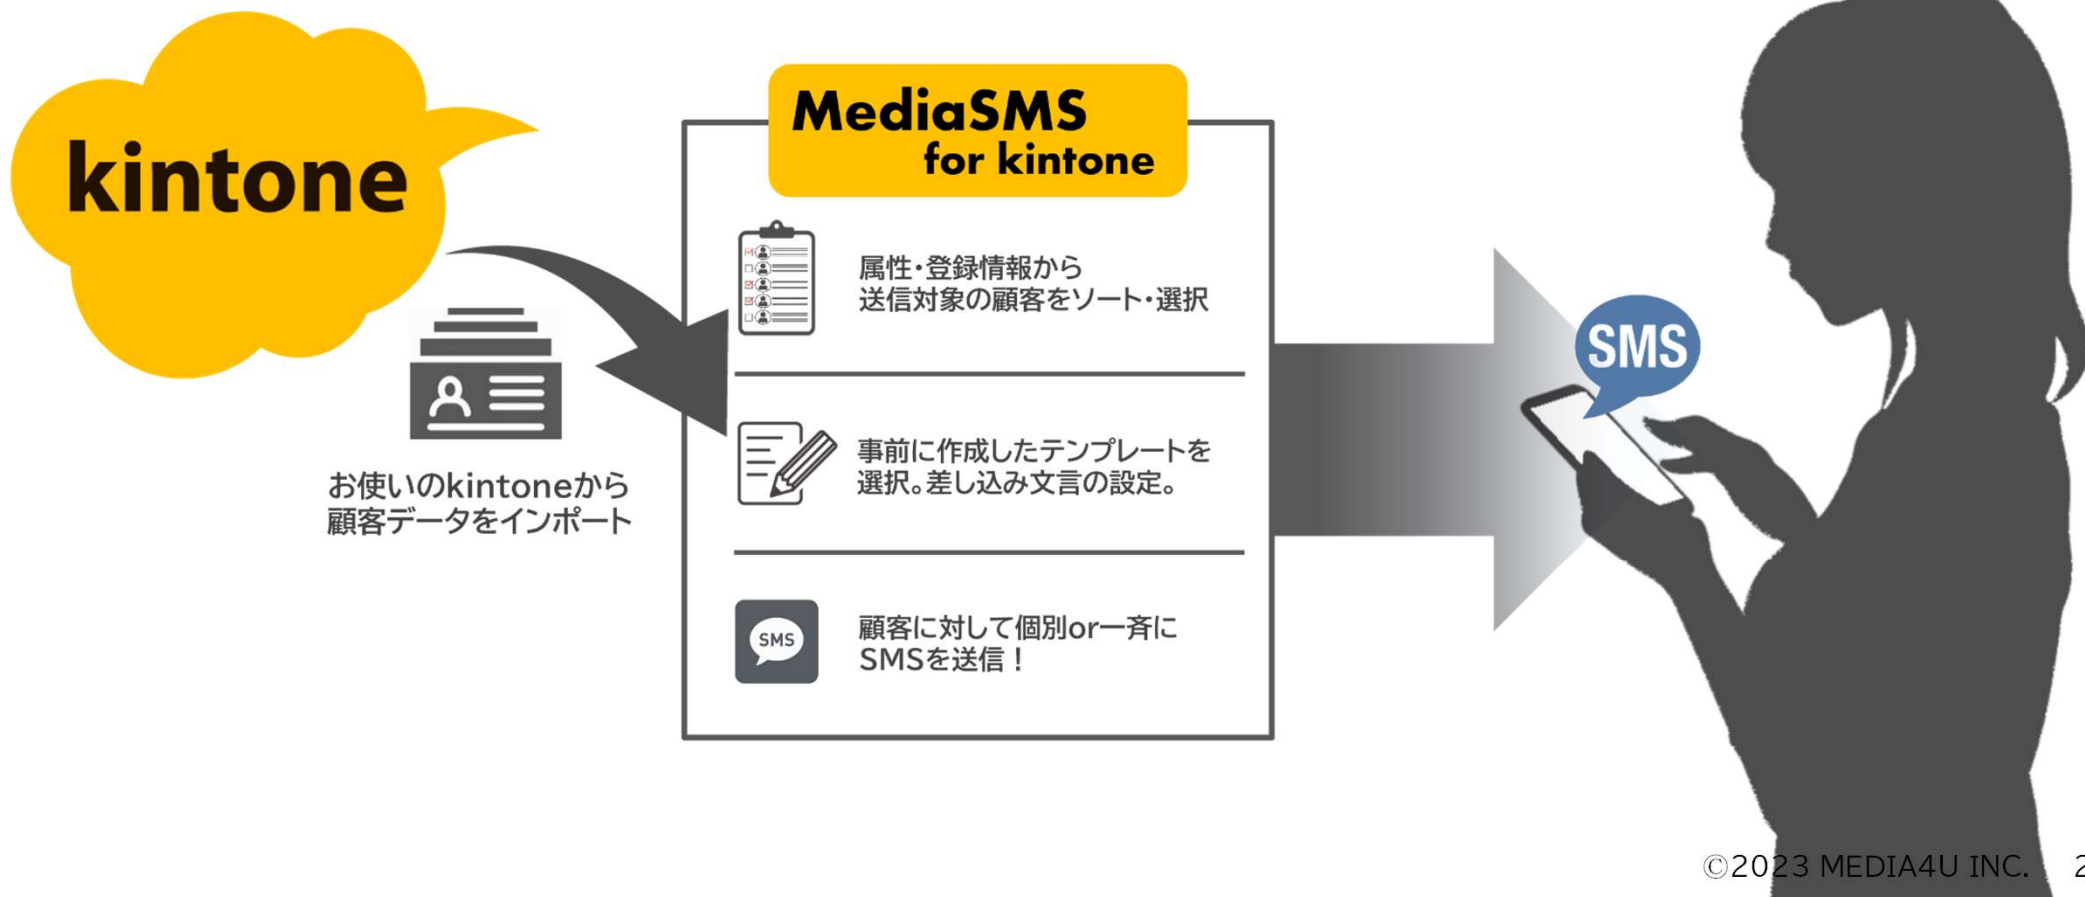 kintone
お使いのkintoneから
顧客データをインポート
MediaSMS
for kintone
属性・登録情報から
送信対象の顧客をソート・選択
事前に作成したテンプレートを
選択。差し込み文言の設定。
SMS
顧客に対して個別or一斉に
SMSを送信！
SMS
©2023 MEDIA4U INC.
2